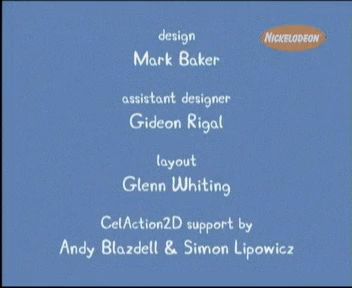 design
NICKELODEON
Mark Baker
assistant designer
Gideon Rigal
layout
Glenn Whiting
CelAction2D support by
Andy Blazdell & Simon Lipowicz